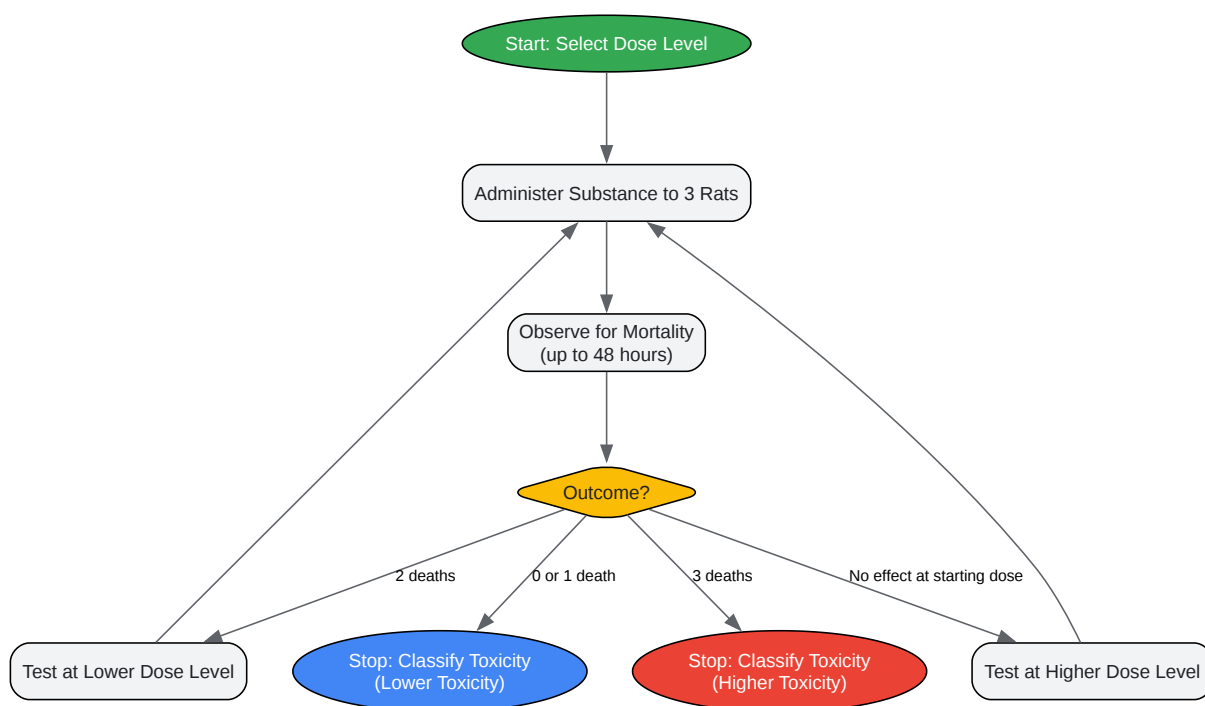 Start: Select Dose Level
Administer Substance to 3 Rats
Observe for Mortality
(up to 48 hours)
Outcome?
2 deaths
0 or 1 death
3 deaths
No effect at starting dose
Test at Lower Dose Level
Stop: Classify Toxicity
(Lower Toxicity)
Stop: Classify Toxicity
(Higher Toxicity)
Test at Higher Dose Level